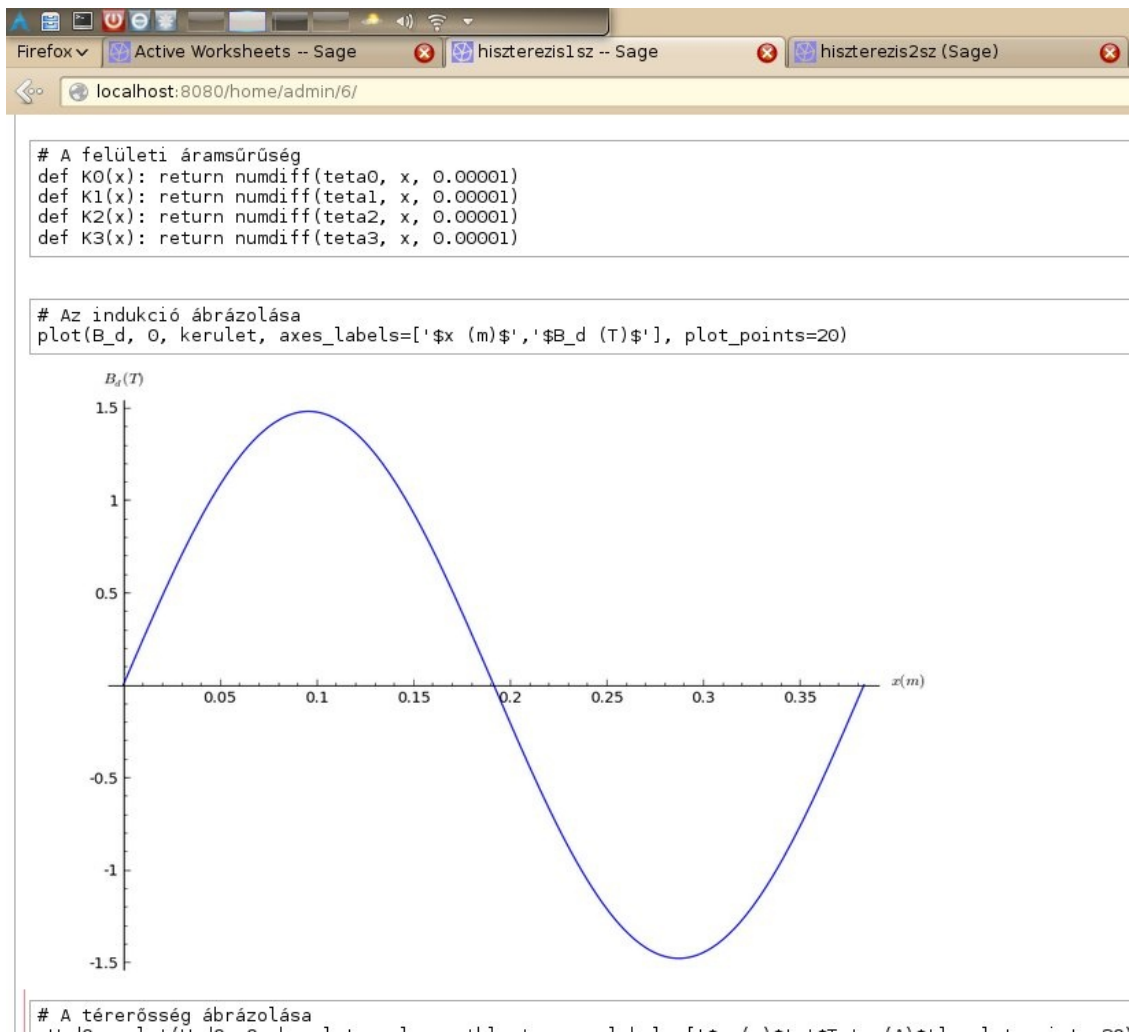 Firefox Active Worksheets -- Sage hiszterezis1sz -- Sage hiszterezis2sz (Sage)
localhost:8080/home/admin/6/
# A felületi áramsűrűség
def K0(x): return numdiff(teta0, x, 0.00001)
def K1(x): return numdiff(teta1, x, 0.00001)
def K2(x): return numdiff(teta2, x, 0.00001)
def K3(x): return numdiff(teta3, x, 0.00001)
# Az indukció ábrázolása
plot(B_d, 0, kerulet, axes_labels=['$x (m)$','$B_d (T)$'], plot_points=20)
B_d(T)
1.5
1
0.5
0.05 0.1 0.15 0.2 0.25 0.3 0.35 x(m)
-0.5
-1
-1.5
# A térerősség ábrázolása